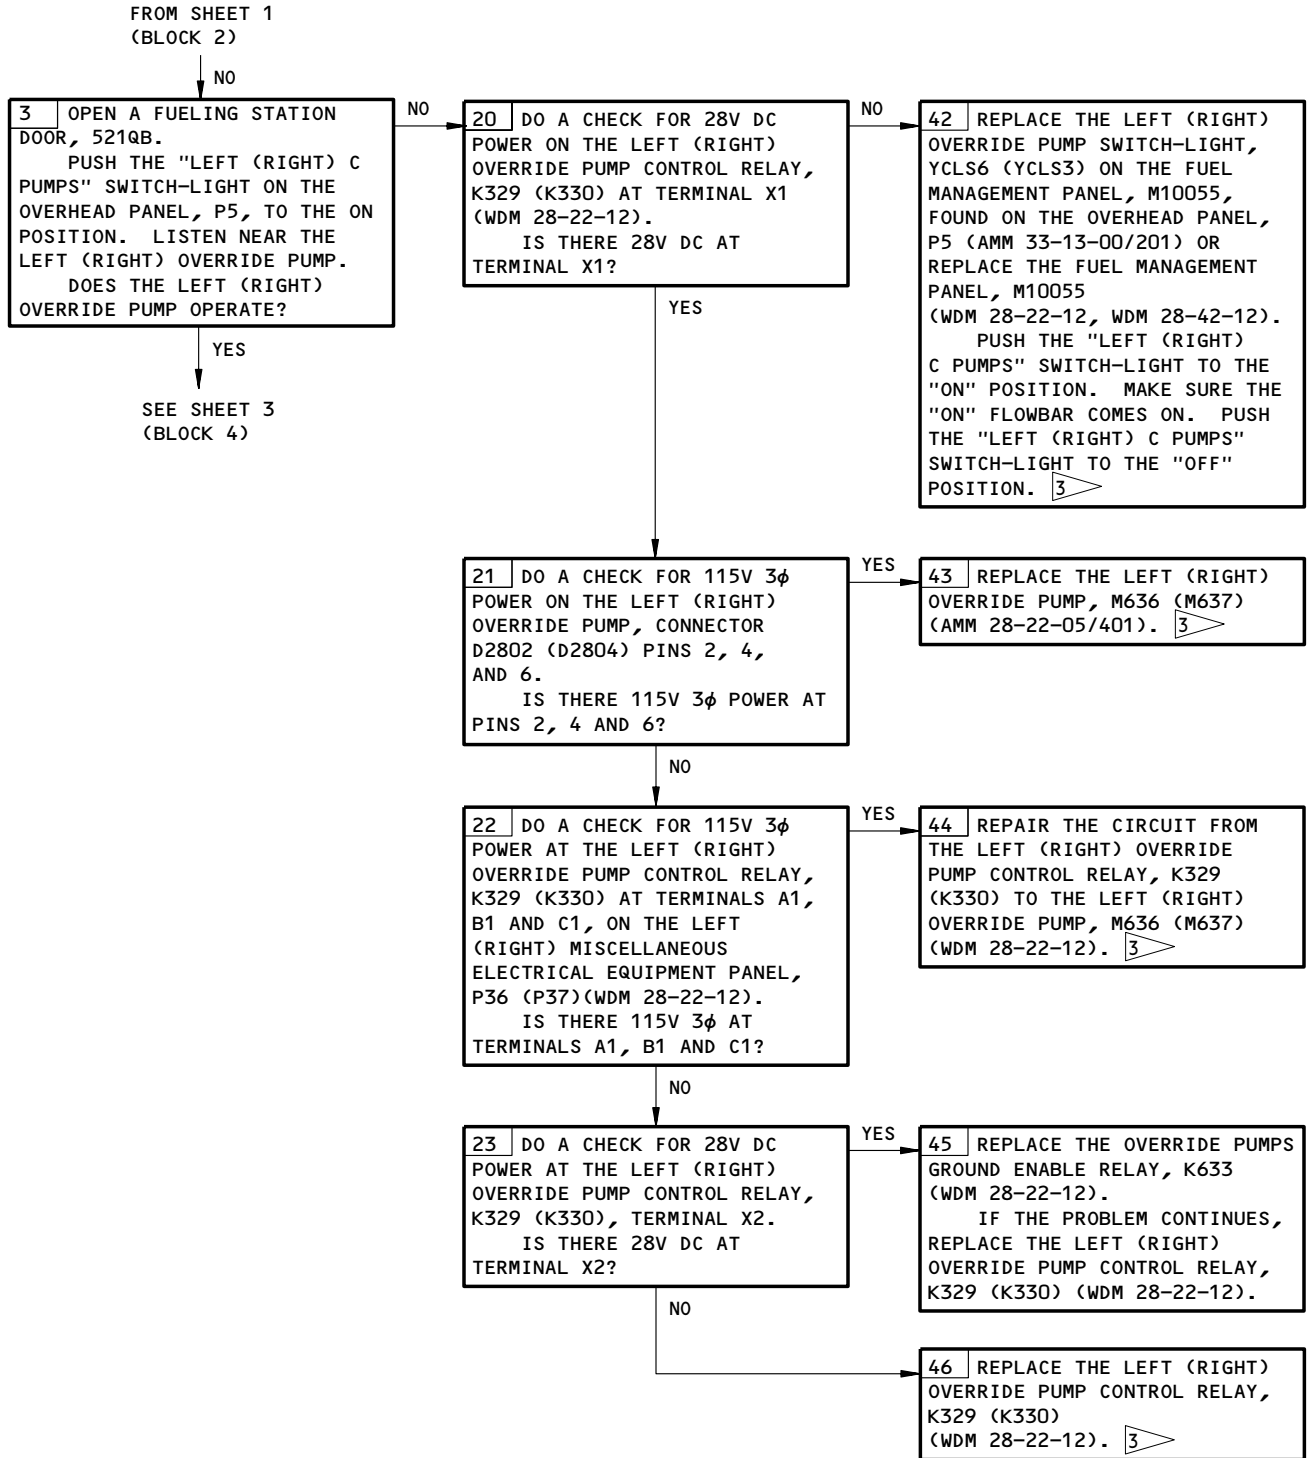 FROM SHEET 1
(BLOCK 2)
NO
3 OPEN A FUELING STATION
DOOR, 521QB.
PUSH THE "LEFT (RIGHT) C
PUMPS" SWITCH-LIGHT ON THE
OVERHEAD PANEL, P5, TO THE ON
POSITION. LISTEN NEAR THE
LEFT (RIGHT) OVERRIDE PUMP.
DOES THE LEFT (RIGHT)
OVERRIDE PUMP OPERATE?
NO
YES
SEE SHEET 3
(BLOCK 4)
20 DO A CHECK FOR 28V DC
POWER ON THE LEFT (RIGHT)
OVERRIDE PUMP CONTROL RELAY,
K329 (K330) AT TERMINAL X1
(WDM 28-22-12).
IS THERE 28V DC AT
TERMINAL X1?
NO
YES
42 REPLACE THE LEFT (RIGHT)
OVERRIDE PUMP SWITCH-LIGHT,
YCLS6 (YCLS3) ON THE FUEL
MANAGEMENT PANEL, M10055,
FOUND ON THE OVERHEAD PANEL,
P5 (AMM 33-13-00/201) OR
REPLACE THE FUEL MANAGEMENT
PANEL, M10055
(WDM 28-22-12, WDM 28-42-12).
PUSH THE "LEFT (RIGHT)
C PUMPS" SWITCH-LIGHT TO THE
"ON" POSITION. MAKE SURE THE
"ON" FLOWBAR COMES ON. PUSH
THE "LEFT (RIGHT) C PUMPS"
SWITCH-LIGHT TO THE "OFF"
POSITION. 3
21 DO A CHECK FOR 115V 3ϕ
POWER ON THE LEFT (RIGHT)
OVERRIDE PUMP, CONNECTOR
D2802 (D2804) PINS 2, 4,
AND 6.
IS THERE 115V 3ϕ POWER AT
PINS 2, 4 AND 6?
YES
NO
43 REPLACE THE LEFT (RIGHT)
OVERRIDE PUMP, M636 (M637)
(AMM 28-22-05/401). 3
22 DO A CHECK FOR 115V 3ϕ
POWER AT THE LEFT (RIGHT)
OVERRIDE PUMP CONTROL RELAY,
K329 (K330) AT TERMINALS A1,
B1 AND C1, ON THE LEFT
(RIGHT) MISCELLANEOUS
ELECTRICAL EQUIPMENT PANEL,
P36 (P37)(WDM 28-22-12).
IS THERE 115V 3ϕ AT
TERMINALS A1, B1 AND C1?
YES
NO
44 REPAIR THE CIRCUIT FROM
THE LEFT (RIGHT) OVERRIDE
PUMP CONTROL RELAY, K329
(K330) TO THE LEFT (RIGHT)
OVERRIDE PUMP, M636 (M637)
(WDM 28-22-12). 3
23 DO A CHECK FOR 28V DC
POWER AT THE LEFT (RIGHT)
OVERRIDE PUMP CONTROL RELAY,
K329 (K330), TERMINAL X2.
IS THERE 28V DC AT
TERMINAL X2?
YES
NO
45 REPLACE THE OVERRIDE PUMPS
GROUND ENABLE RELAY, K633
(WDM 28-22-12).
IF THE PROBLEM CONTINUES,
REPLACE THE LEFT (RIGHT)
OVERRIDE PUMP CONTROL RELAY,
K329 (K330) (WDM 28-22-12).
46 REPLACE THE LEFT (RIGHT)
OVERRIDE PUMP CONTROL RELAY,
K329 (K330)
(WDM 28-22-12). 3